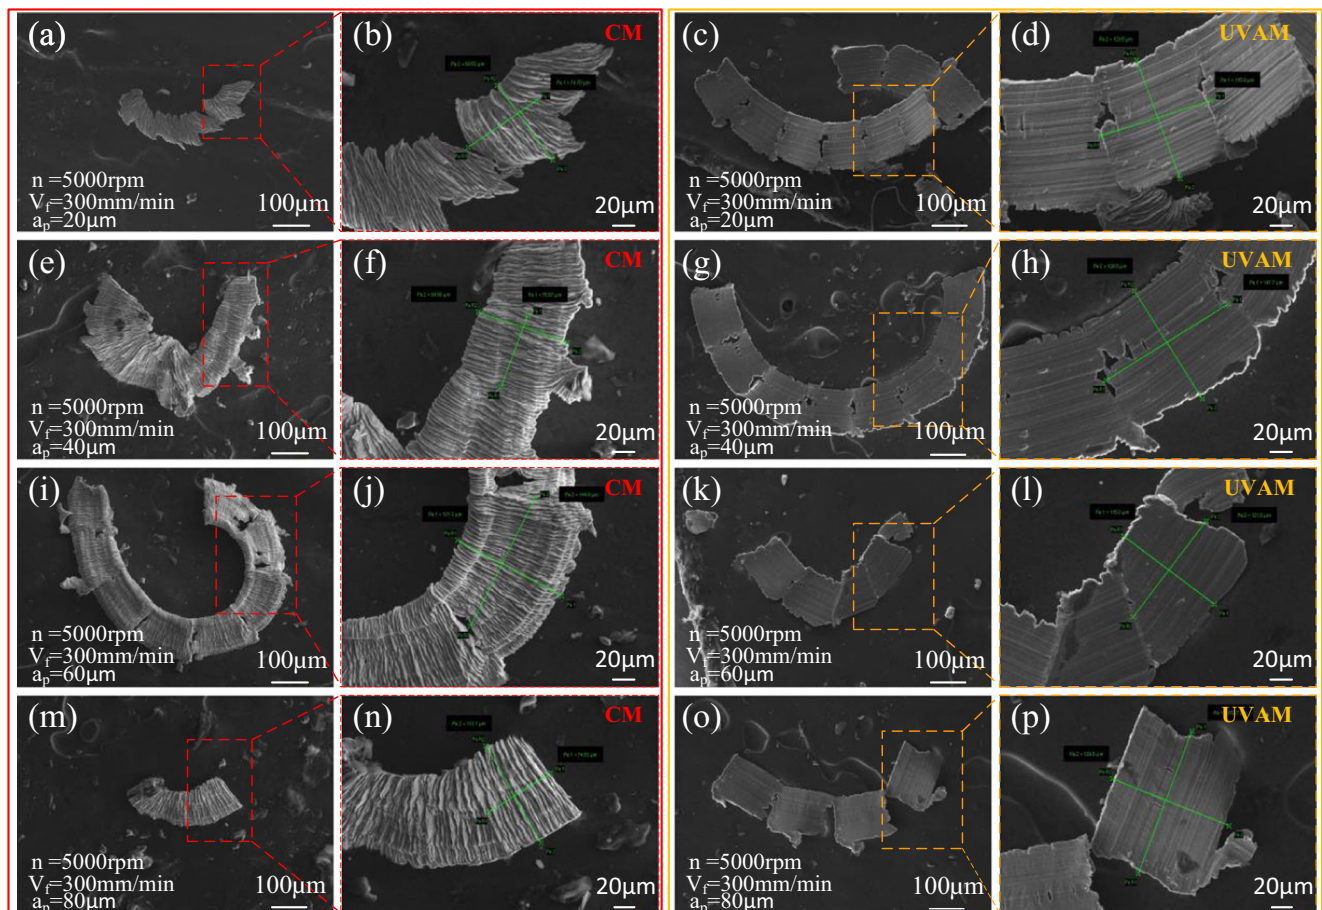 (a)
n =5000rpm
Vf=300mm/min
ap=20μm
100μm
(b)
CM
20μm
(c)
n =5000rpm
Vf=300mm/min
ap=20μm
100μm
(d)
UVAM
20μm
(e)
n =5000rpm
Vf=300mm/min
ap=40μm
100μm
(f)
CM
20μm
(g)
n =5000rpm
Vf=300mm/min
ap=40μm
100μm
(h)
UVAM
20μm
(i)
n =5000rpm
Vf=300mm/min
ap=60μm
100μm
(j)
CM
20μm
(k)
n =5000rpm
Vf=300mm/min
ap=60μm
100μm
(l)
UVAM
20μm
(m)
n =5000rpm
Vf=300mm/min
ap=80μm
100μm
(n)
CM
20μm
(o)
n =5000rpm
Vf=300mm/min
ap=80μm
100μm
(p)
UVAM
20μm